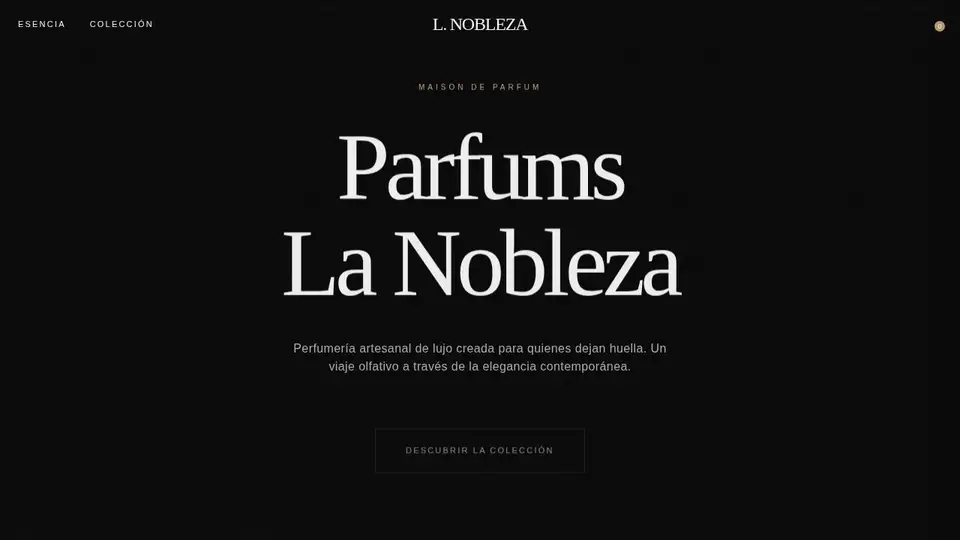 ESENCIA COLECCIÓN L. NOBLEZA 0
MAISON DE PARFUM
Parfums
La Nobleza
Perfumería artesanal de lujo creada para quienes dejan huella. Un
viaje olfativo a través de la elegancia contemporánea.
DESCUBRIR LA COLECCIÓN